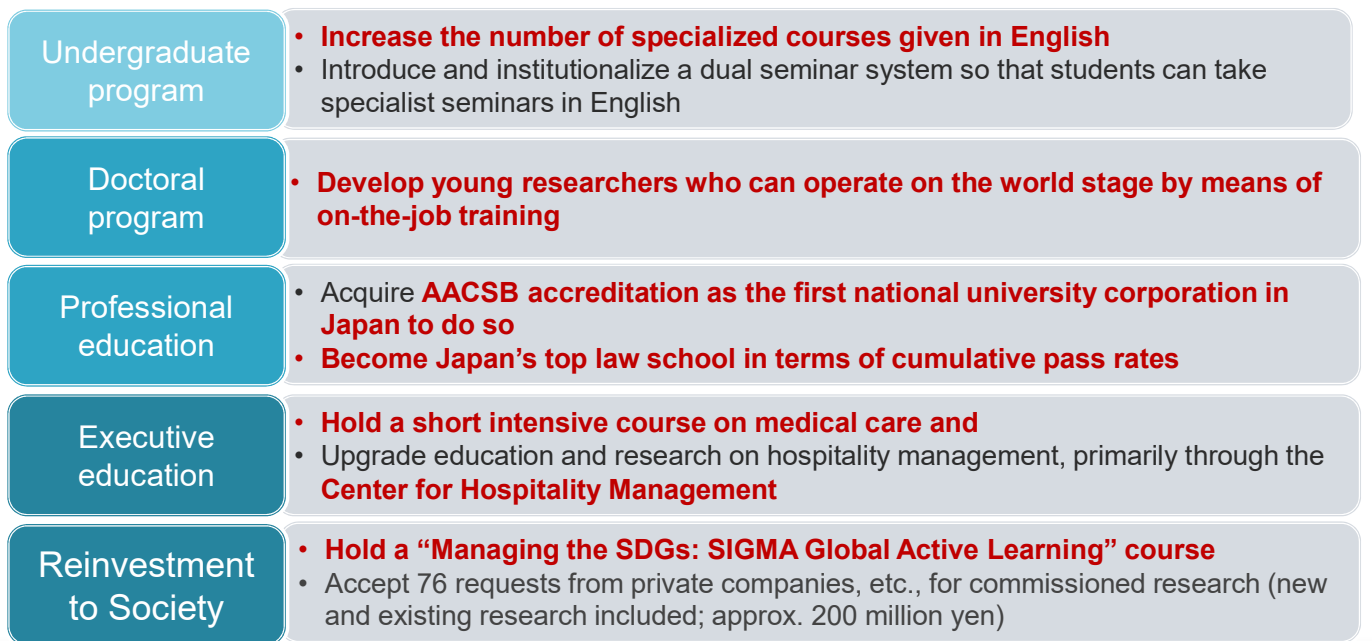 Undergraduate
program
• Increase the number of specialized courses given in English
• Introduce and institutionalize a dual seminar system so that students can take
specialist seminars in English
Doctoral
program
• Develop young researchers who can operate on the world stage by means of
on-the-job training
Professional
education
• Acquire AACSB accreditation as the first national university corporation in
Japan to do so
• Become Japan’s top law school in terms of cumulative pass rates
Executive
education
• Hold a short intensive course on medical care and
• Upgrade education and research on hospitality management, primarily through the
Center for Hospitality Management
Reinvestment
to Society
• Hold a “Managing the SDGs: SIGMA Global Active Learning” course
• Accept 76 requests from private companies, etc., for commissioned research (new
and existing research included; approx. 200 million yen)